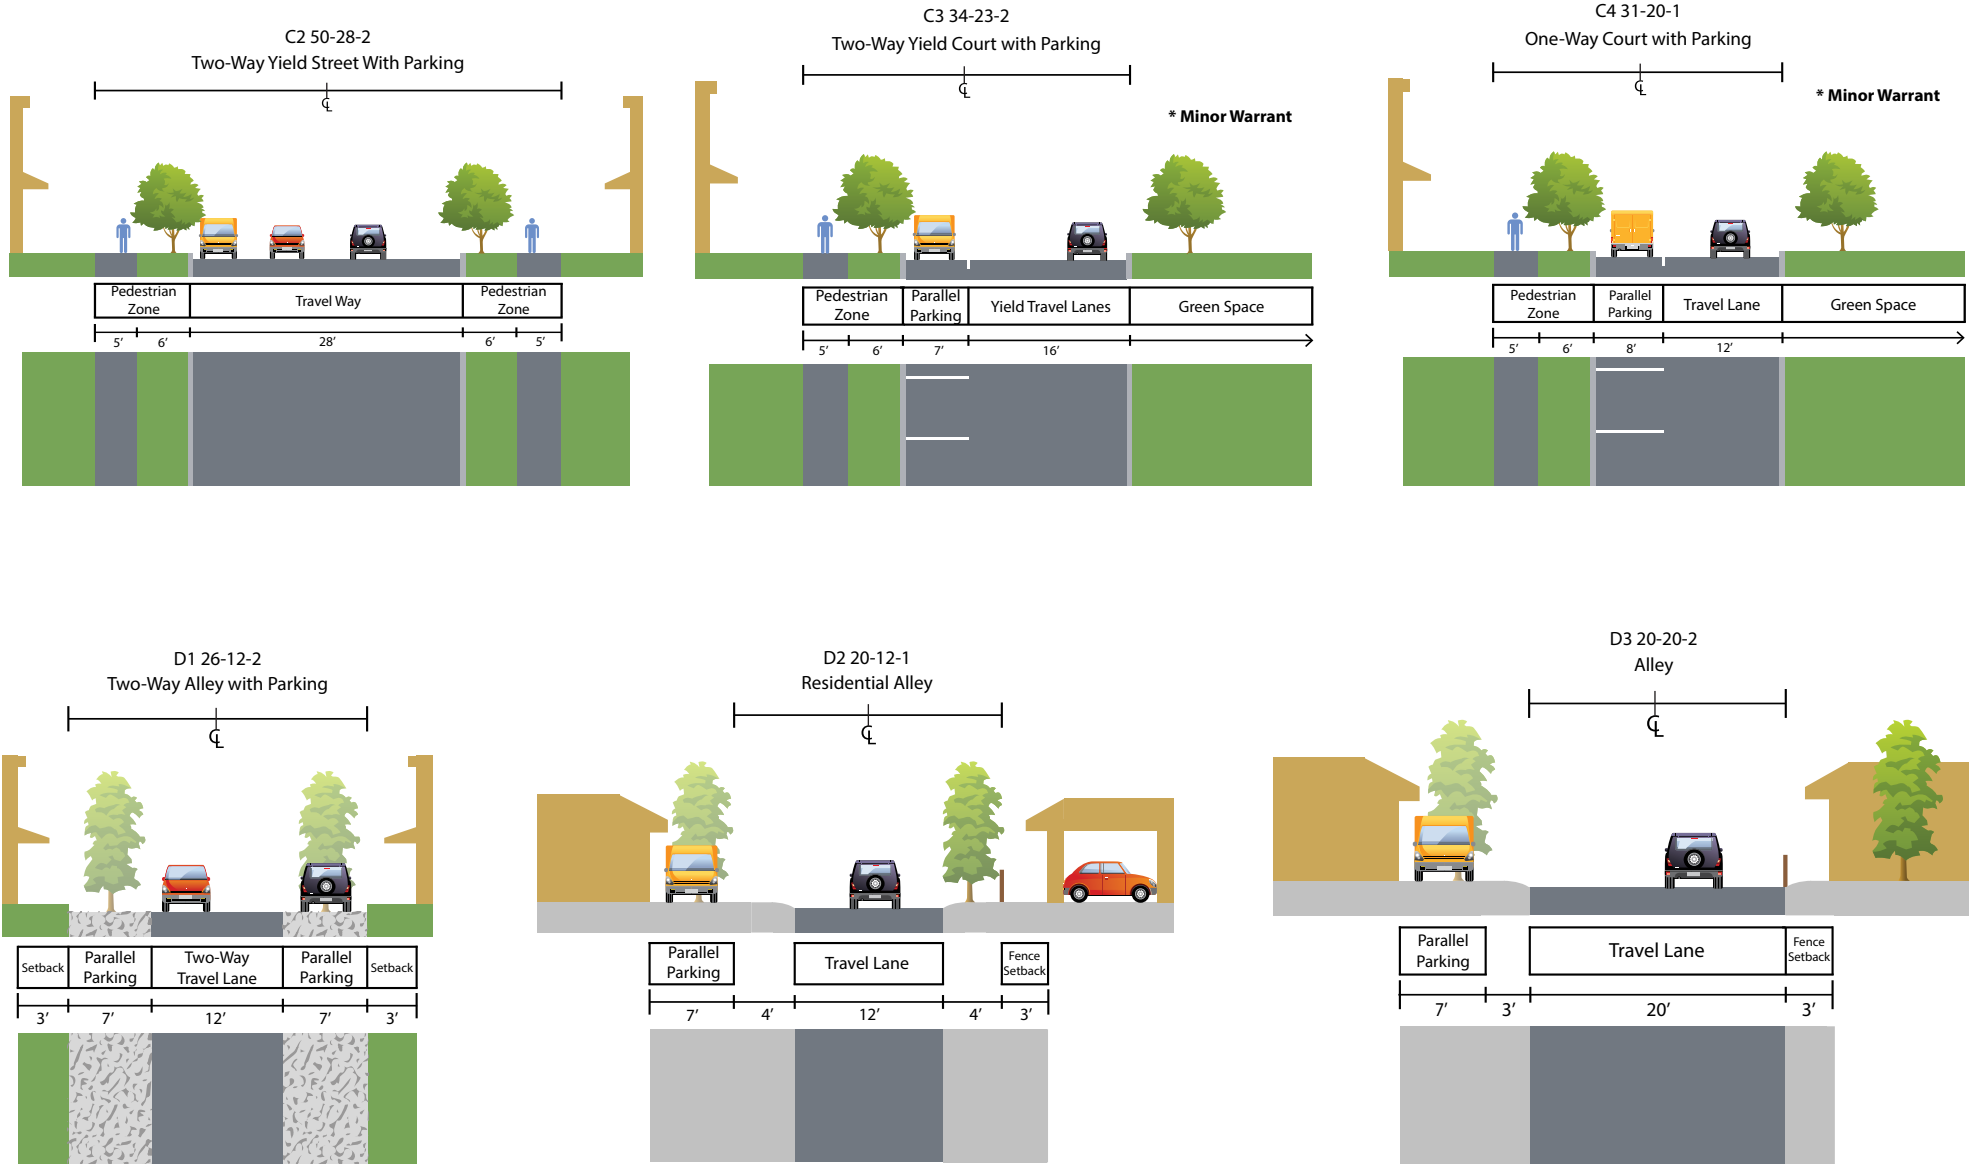 C2 50-28-2
Two-Way Yield Street With Parking
℄
Pedestrian
Zone
Travel Way
Pedestrian
Zone
5’
6’
28’
6’
5’
C3 34-23-2
Two-Way Yield Court with Parking
℄
* Minor Warrant
Pedestrian
Zone
Parallel
Parking
Yield Travel Lanes
Green Space
5’
6’
7’
16’
C4 31-20-1
One-Way Court with Parking
℄
* Minor Warrant
Pedestrian
Zone
Parallel
Parking
Travel Lane
Green Space
5’
6’
8’
12’
D1 26-12-2
Two-Way Alley with Parking
℄
Setback
Parallel
Parking
Two-Way
Travel Lane
Parallel
Parking
Setback
3’
7’
12’
7’
3’
D2 20-12-1
Residential Alley
℄
Parallel
Parking
Travel Lane
Fence
Setback
7’
4’
12’
4’
3’
D3 20-20-2
Alley
℄
Parallel
Parking
Travel Lane
Fence
Setback
7’
3’
20’
3’